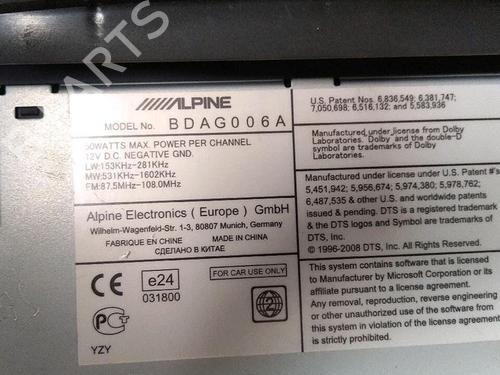 ARTS
ALPINE
MODEL No. BDAG006A
50WATTS MAX. POWER PER CHANNEL
12V D.C. NEGATIVE GND.
LW:153KHz-281KHz
MW:531KHz-1602KHz
FM:87.5MHz-108.0MHz
Alpine Electronics ( Europe ) GmbH
Wilhelm-Wagenfeld-Str. 1-3, 80807 Munich, Germany
FABRIQUE EN CHINE
СДЕЛАНО В КИТАЕ
CE
e24
031800
FOR CAR USE ONLY
2
PC
YZY
U.S. Patent Nos. 6,836,549; 6,381,747;
7,050,698; 6,516,132; and 5,583,936
Manufactured under license from Dolby
Laboratories. Dolby and the double-D
symbol are trademarks of Dolby
Laboratories.
Manufactured under license under U.S. Patent #'s
5,451,942; 5,956,674; 5,974,380; 5,978,762;
6,487,535 & other U.S. and worldwide patents
issued & pending. DTS is a registered trademark
& the DTS logos and Symbol are trademarks of
DTS, Inc.
© 1996-2008 DTS, Inc. All Rights Reserved.
This system contains software that is licensed to
Manufacturer by Microsoft Corporation or its affiliates
pursuant to a license agreement.
Any removal, reproduction, reverse engineering
or other unauthorized use of the software from
this system in violation of the license agreement
is strictly prohibited.